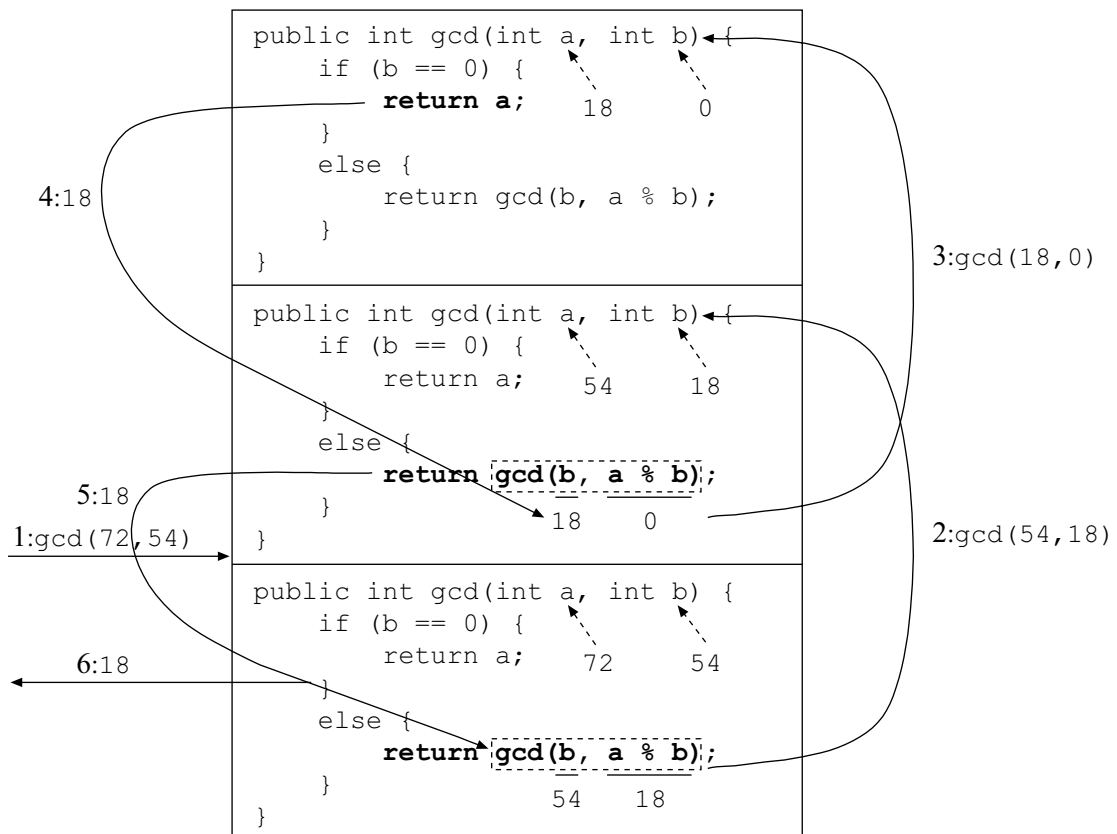 public int gcd(int a, int b) {
if (b == 0) {
return a;
18 0
}
else {
return gcd(b, a % b);
}
}
4:18
3:gcd(18,0)
public int gcd(int a, int b) {
if (b == 0) {
return a;
54 18
}
else {
return gcd(b, a % b);
}
18 0
}
5:18
1:gcd(72,54)
2:gcd(54,18)
public int gcd(int a, int b) {
if (b == 0) {
return a;
72 54
}
else {
return gcd(b, a % b);
}
54 18
}
6:18